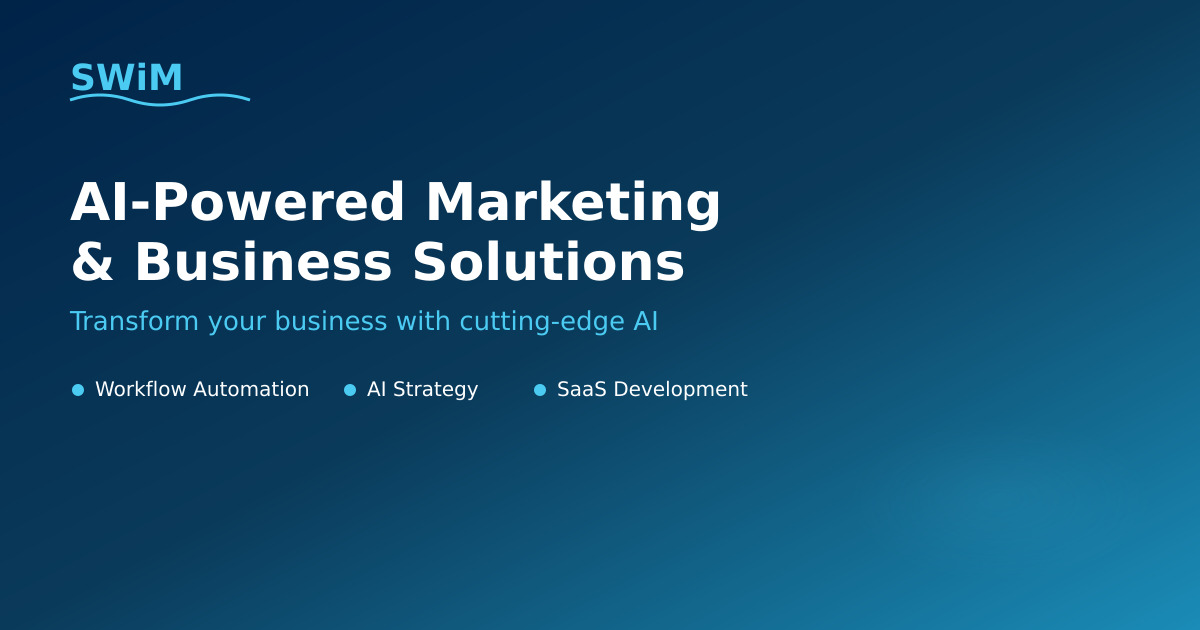 SWiM
AI-Powered Marketing
& Business Solutions
Transform your business with cutting-edge AI
Workflow Automation AI Strategy SaaS Development